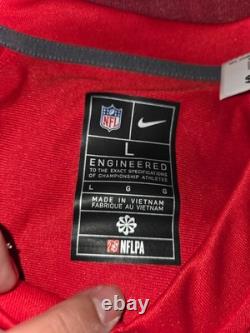 NFL
L
ENGINEERED
TO THE EXACT SPECIFICATIONS
OF CHAMPIONSHIP ATHLETES
L G G
MADE IN VIETNAM
FABRIQUÉ AU VIETNAM
NFLPA